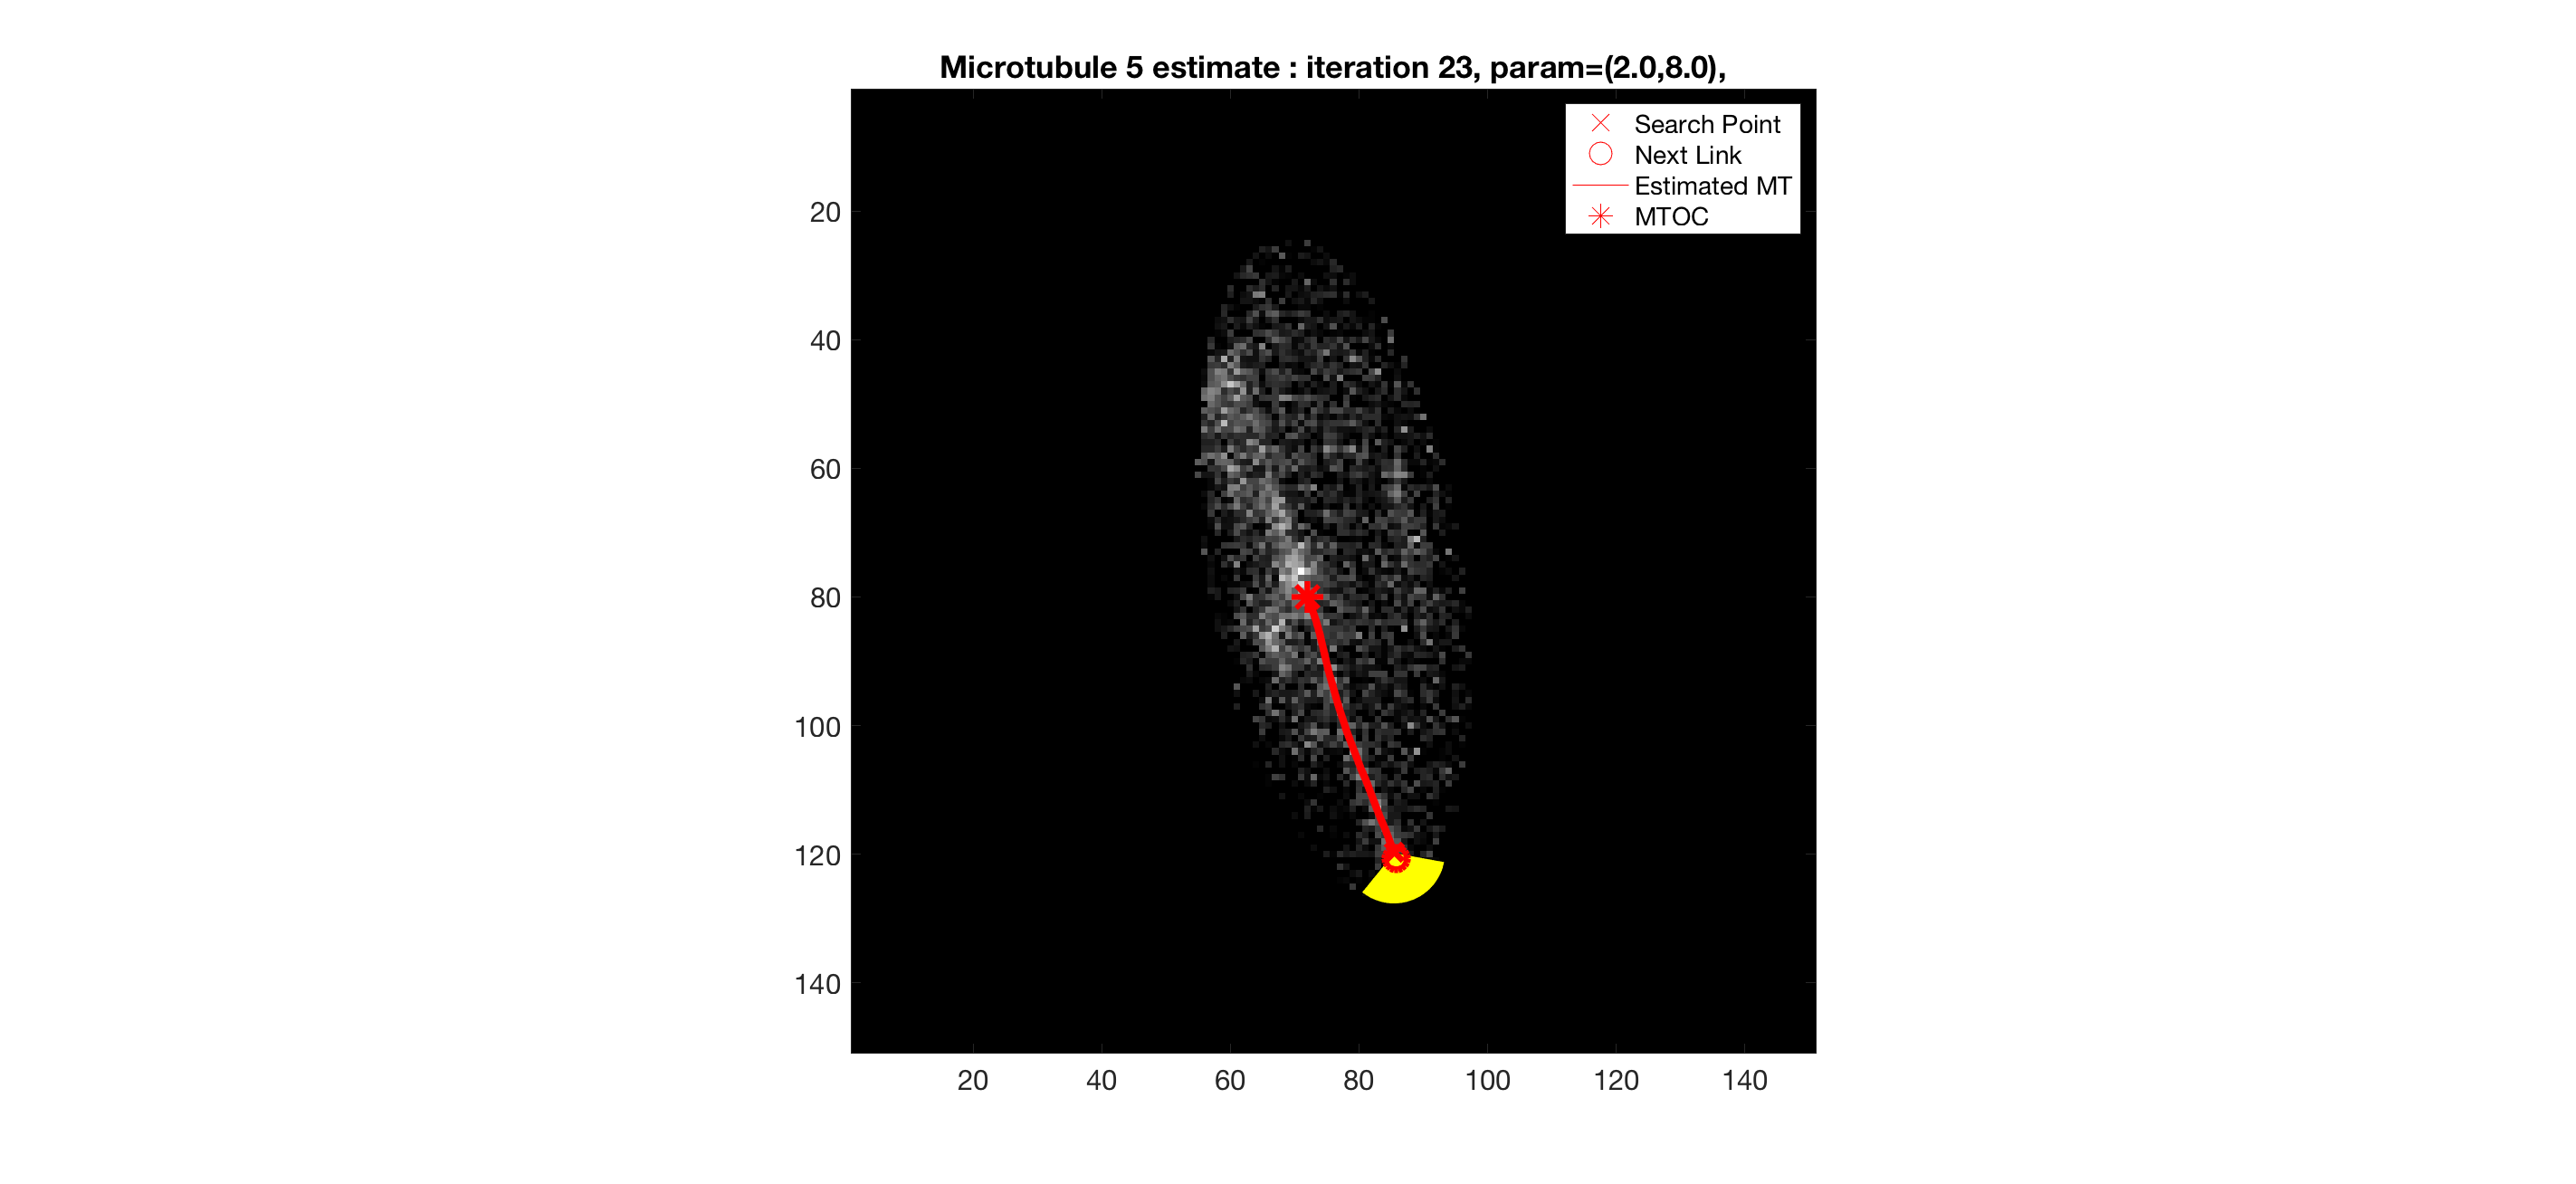 Microtubule 5 estimate : iteration 23, param=(2.0,8.0),
Search Point
Next Link
Estimated MT
MTOC
20
40
60
80
100
120
140
20 40 60 80 100 120 140